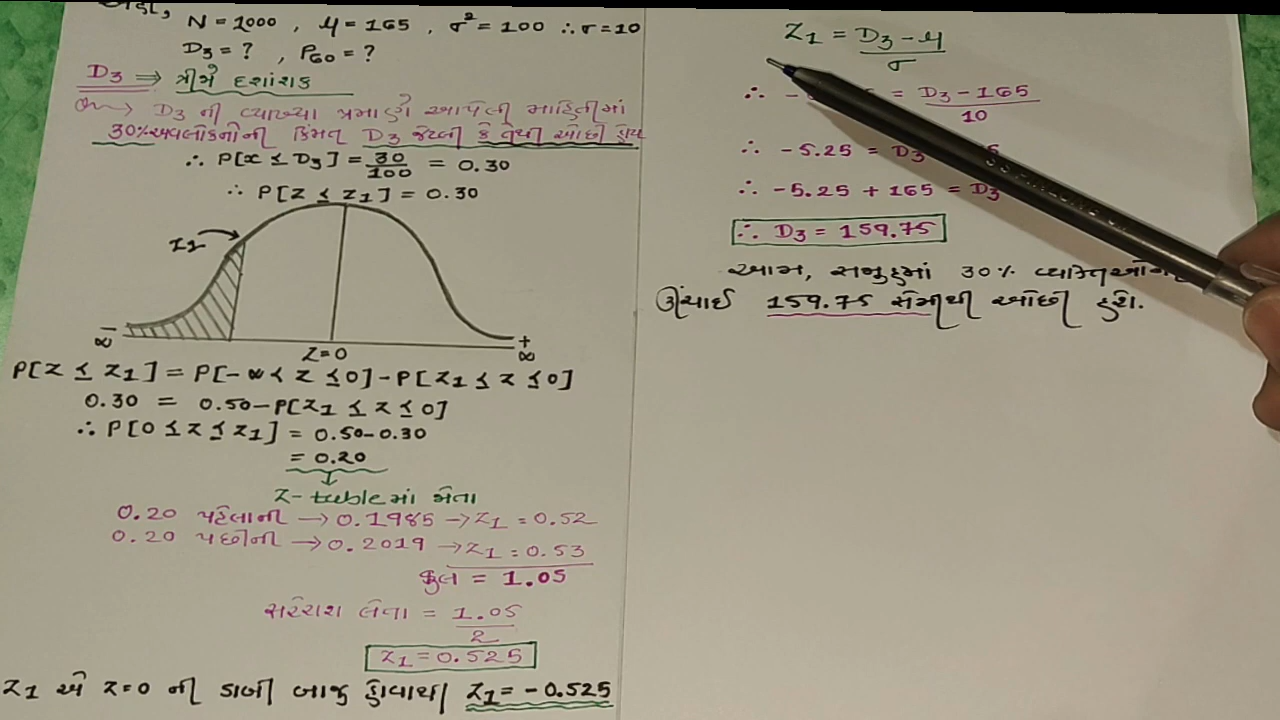 N = 1000 , μ = 165 , σ² = 100 ∴ σ = 10
D₃ = ? , P₆₀ = ?
D₃ ⟹ ત્રીજો દશાંશક
→ D₃ ની વ્યાખ્યા પ્રમાણે આપેલી માહિતીમાં
30% અવલોકનોની કિંમત D₃ જેટલી કે તેથી ઓછી હોય
∴ P[x ≤ D₃] = 30/100 = 0.30
∴ P[Z ≤ Z₁] = 0.30
Z₁
– ∞
Z=0
+ ∞
P[Z ≤ Z₁] = P[-∞ < Z ≤ 0] - P[Z₁ ≤ Z ≤ 0]
0.30 = 0.50 - P[Z₁ ≤ Z ≤ 0]
∴ P[0 ≤ Z ≤ Z₁] = 0.50 - 0.30
= 0.20
↓
Z- table માં જોતા
0.20 પહેલાની → 0.1985 → Z₁ = 0.52
0.20 પછીની → 0.2019 → Z₁ = 0.53
કુલ = 1.05
સરેરાશ લેતા = 1.05/2
Z₁ = 0.525
Z₁ એ Z=0 ની ડાબી બાજુ હોવાથી Z₁ = - 0.525
Z₁ = D₃ - μ / σ
∴ = D₃ - 165 / 10
∴ -5.25 = D₃
∴ -5.25 + 165 = D₃
∴ D₃ = 159.75
આમ, સમૂહમાં 30%
ઊંચાઈ 159.75 સેમીથી ઓછી હશે.